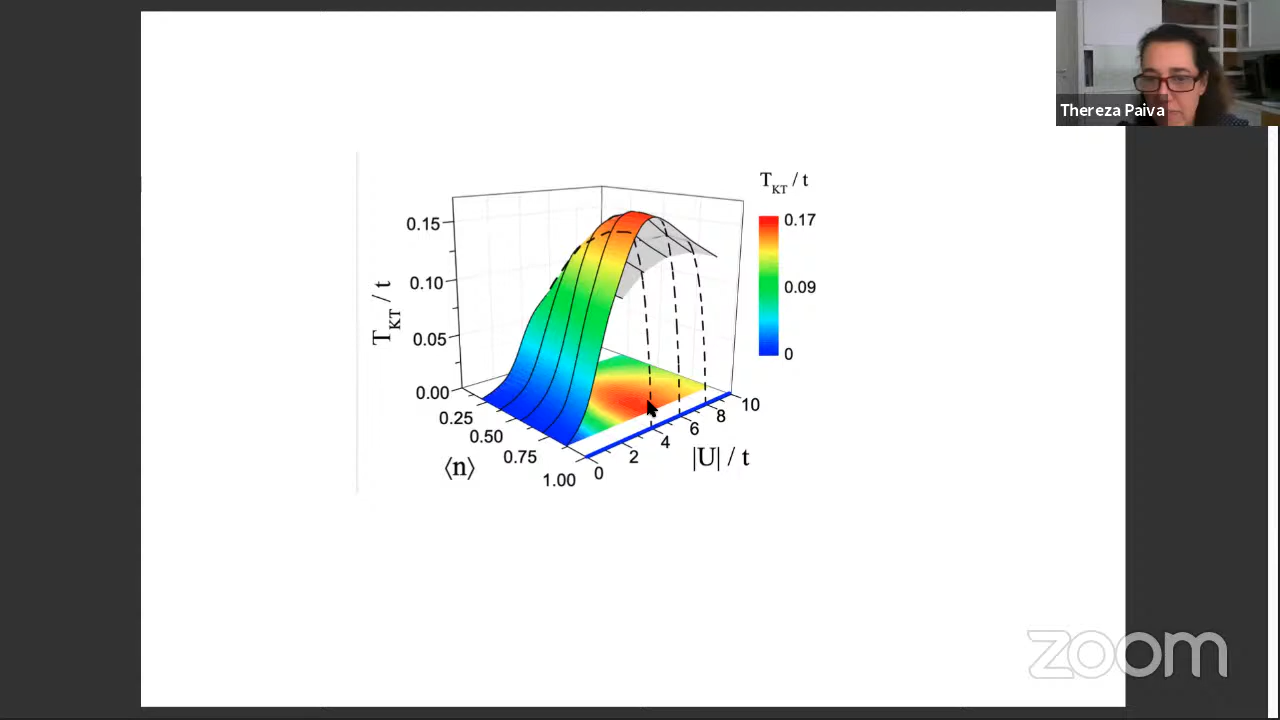 Thereza Paiva
T_KT / t
0.17
0.09
0
T_KT / t
0.15
0.10
0.05
0.00
0.25
0.50
0.75
1.00
⟨n⟩
0
2
4
6
8
10
|U| / t
zoom